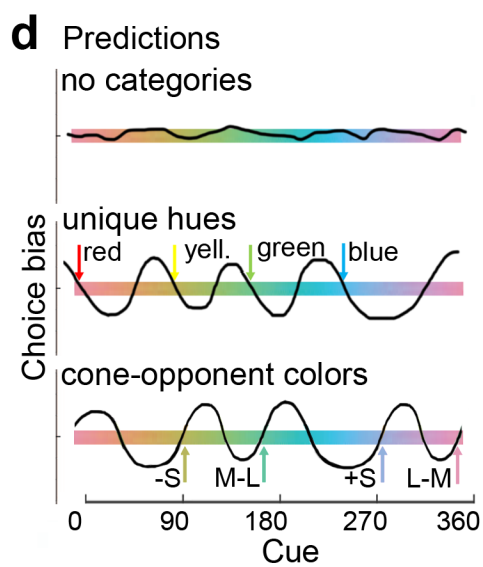 d Predictions
no categories
unique hues
red yell. green blue
Choice bias
cone-opponent colors
-S M-L +S L-M
0 90 180 270 360
Cue